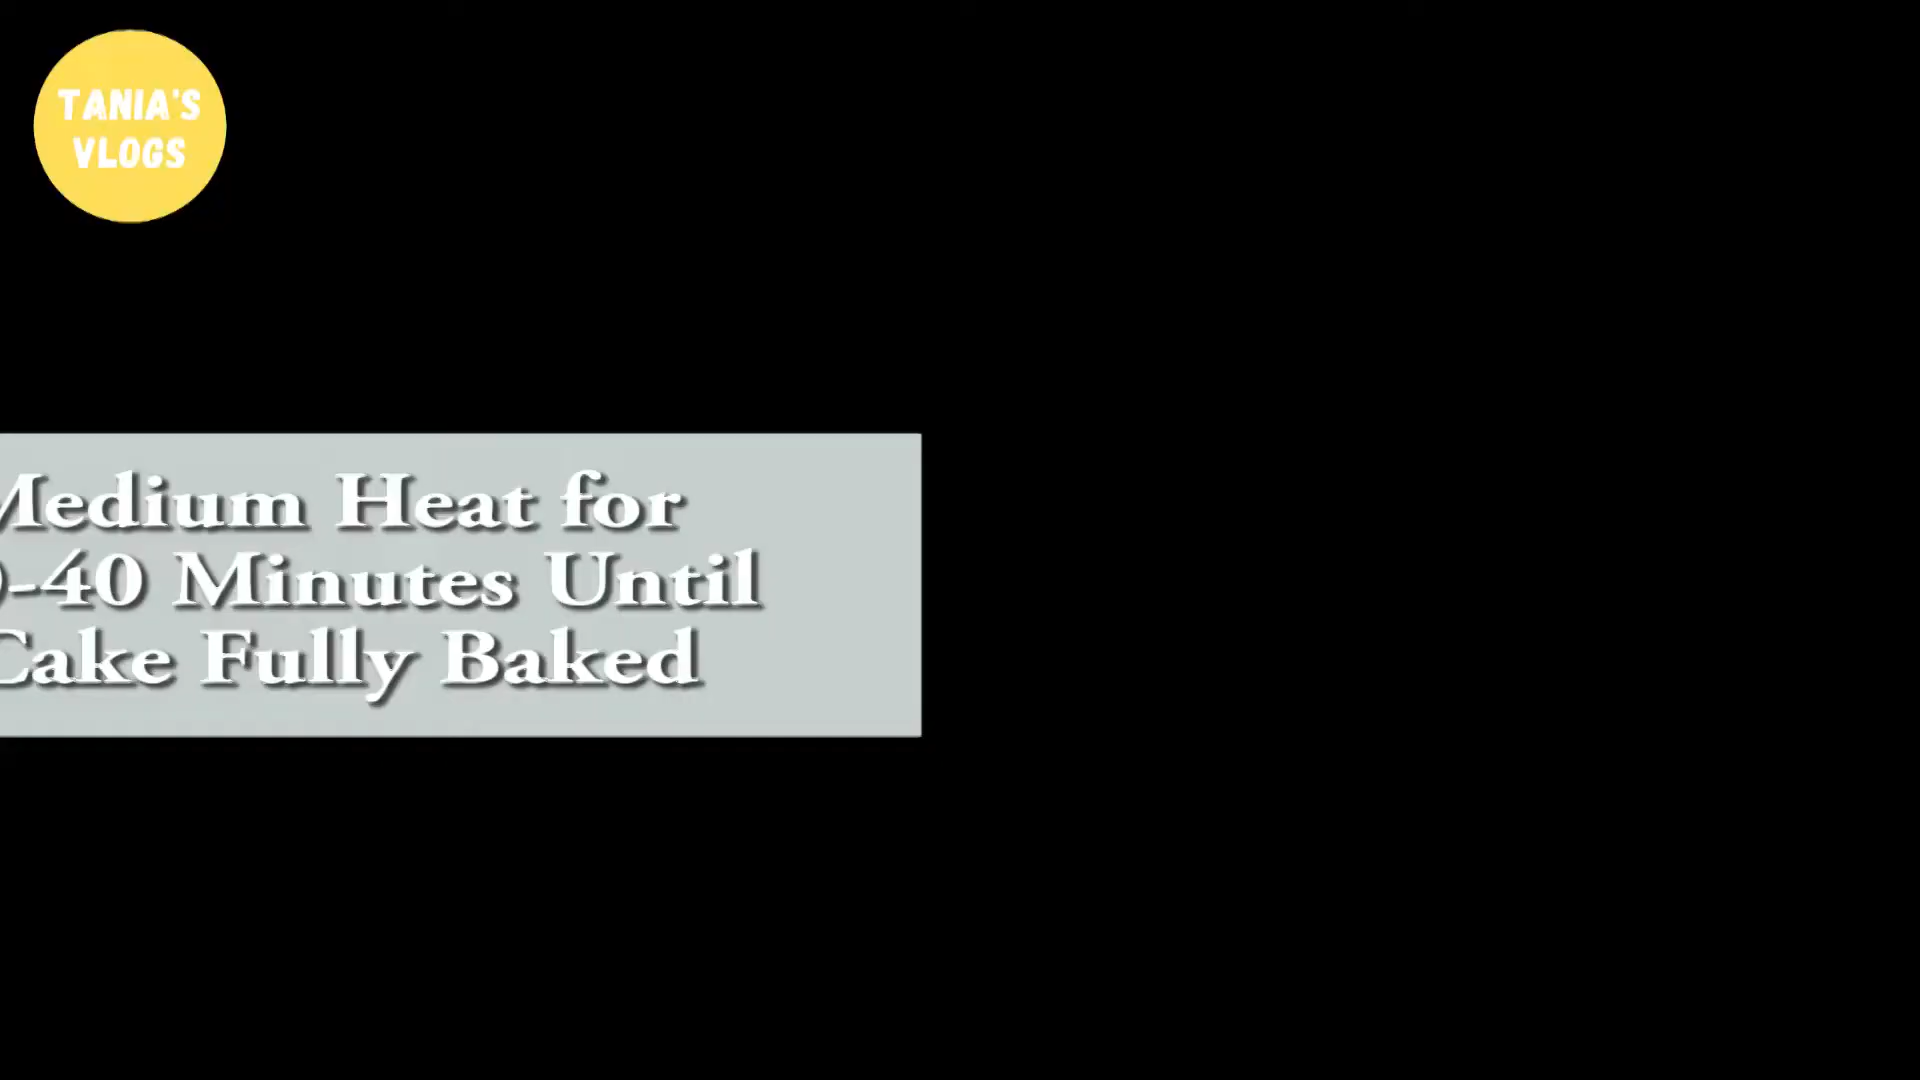 TANIA'S
VLOGS
Medium Heat for
-40 Minutes Until
Cake Fully Baked